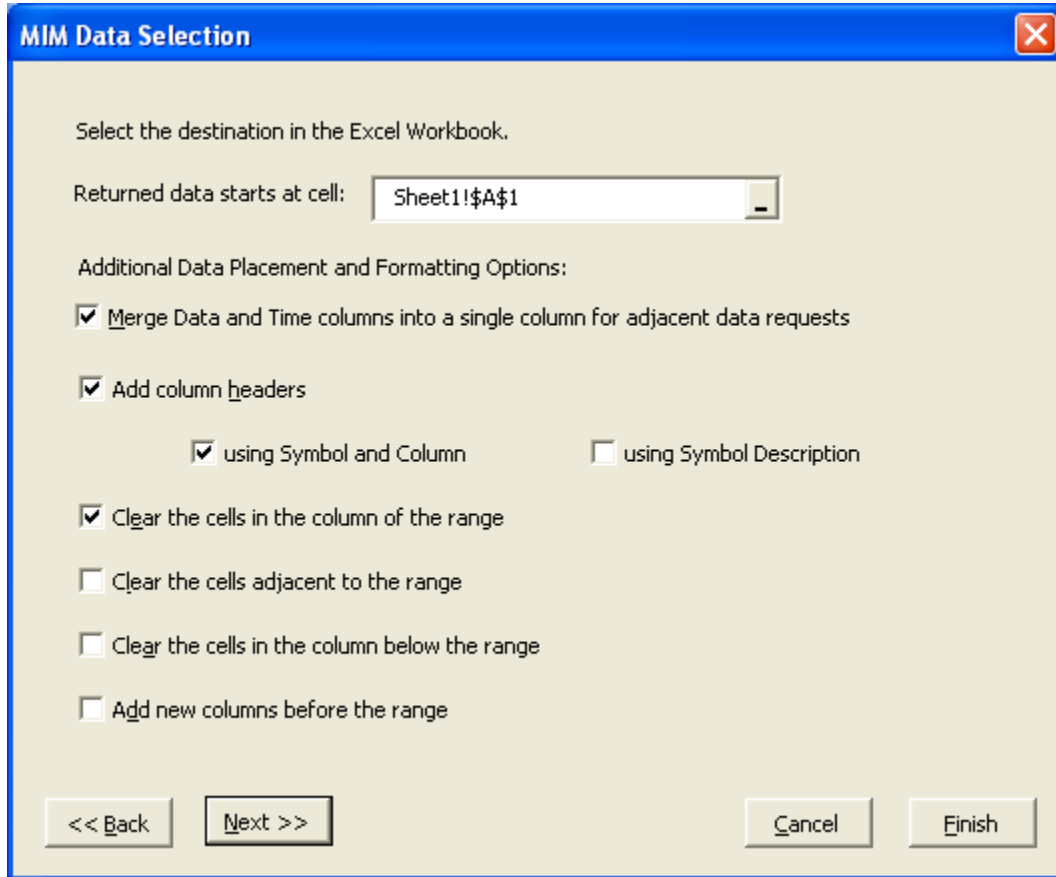 MIM Data Selection
Select the destination in the Excel Workbook.
Returned data starts at cell: Sheet1!$A$1
Additional Data Placement and Formatting Options:
Merge Data and Time columns into a single column for adjacent data requests
Add column headers
using Symbol and Column using Symbol Description
Clear the cells in the column of the range
Clear the cells adjacent to the range
Clear the cells in the column below the range
Add new columns before the range
<< Back Next >> Cancel Finish